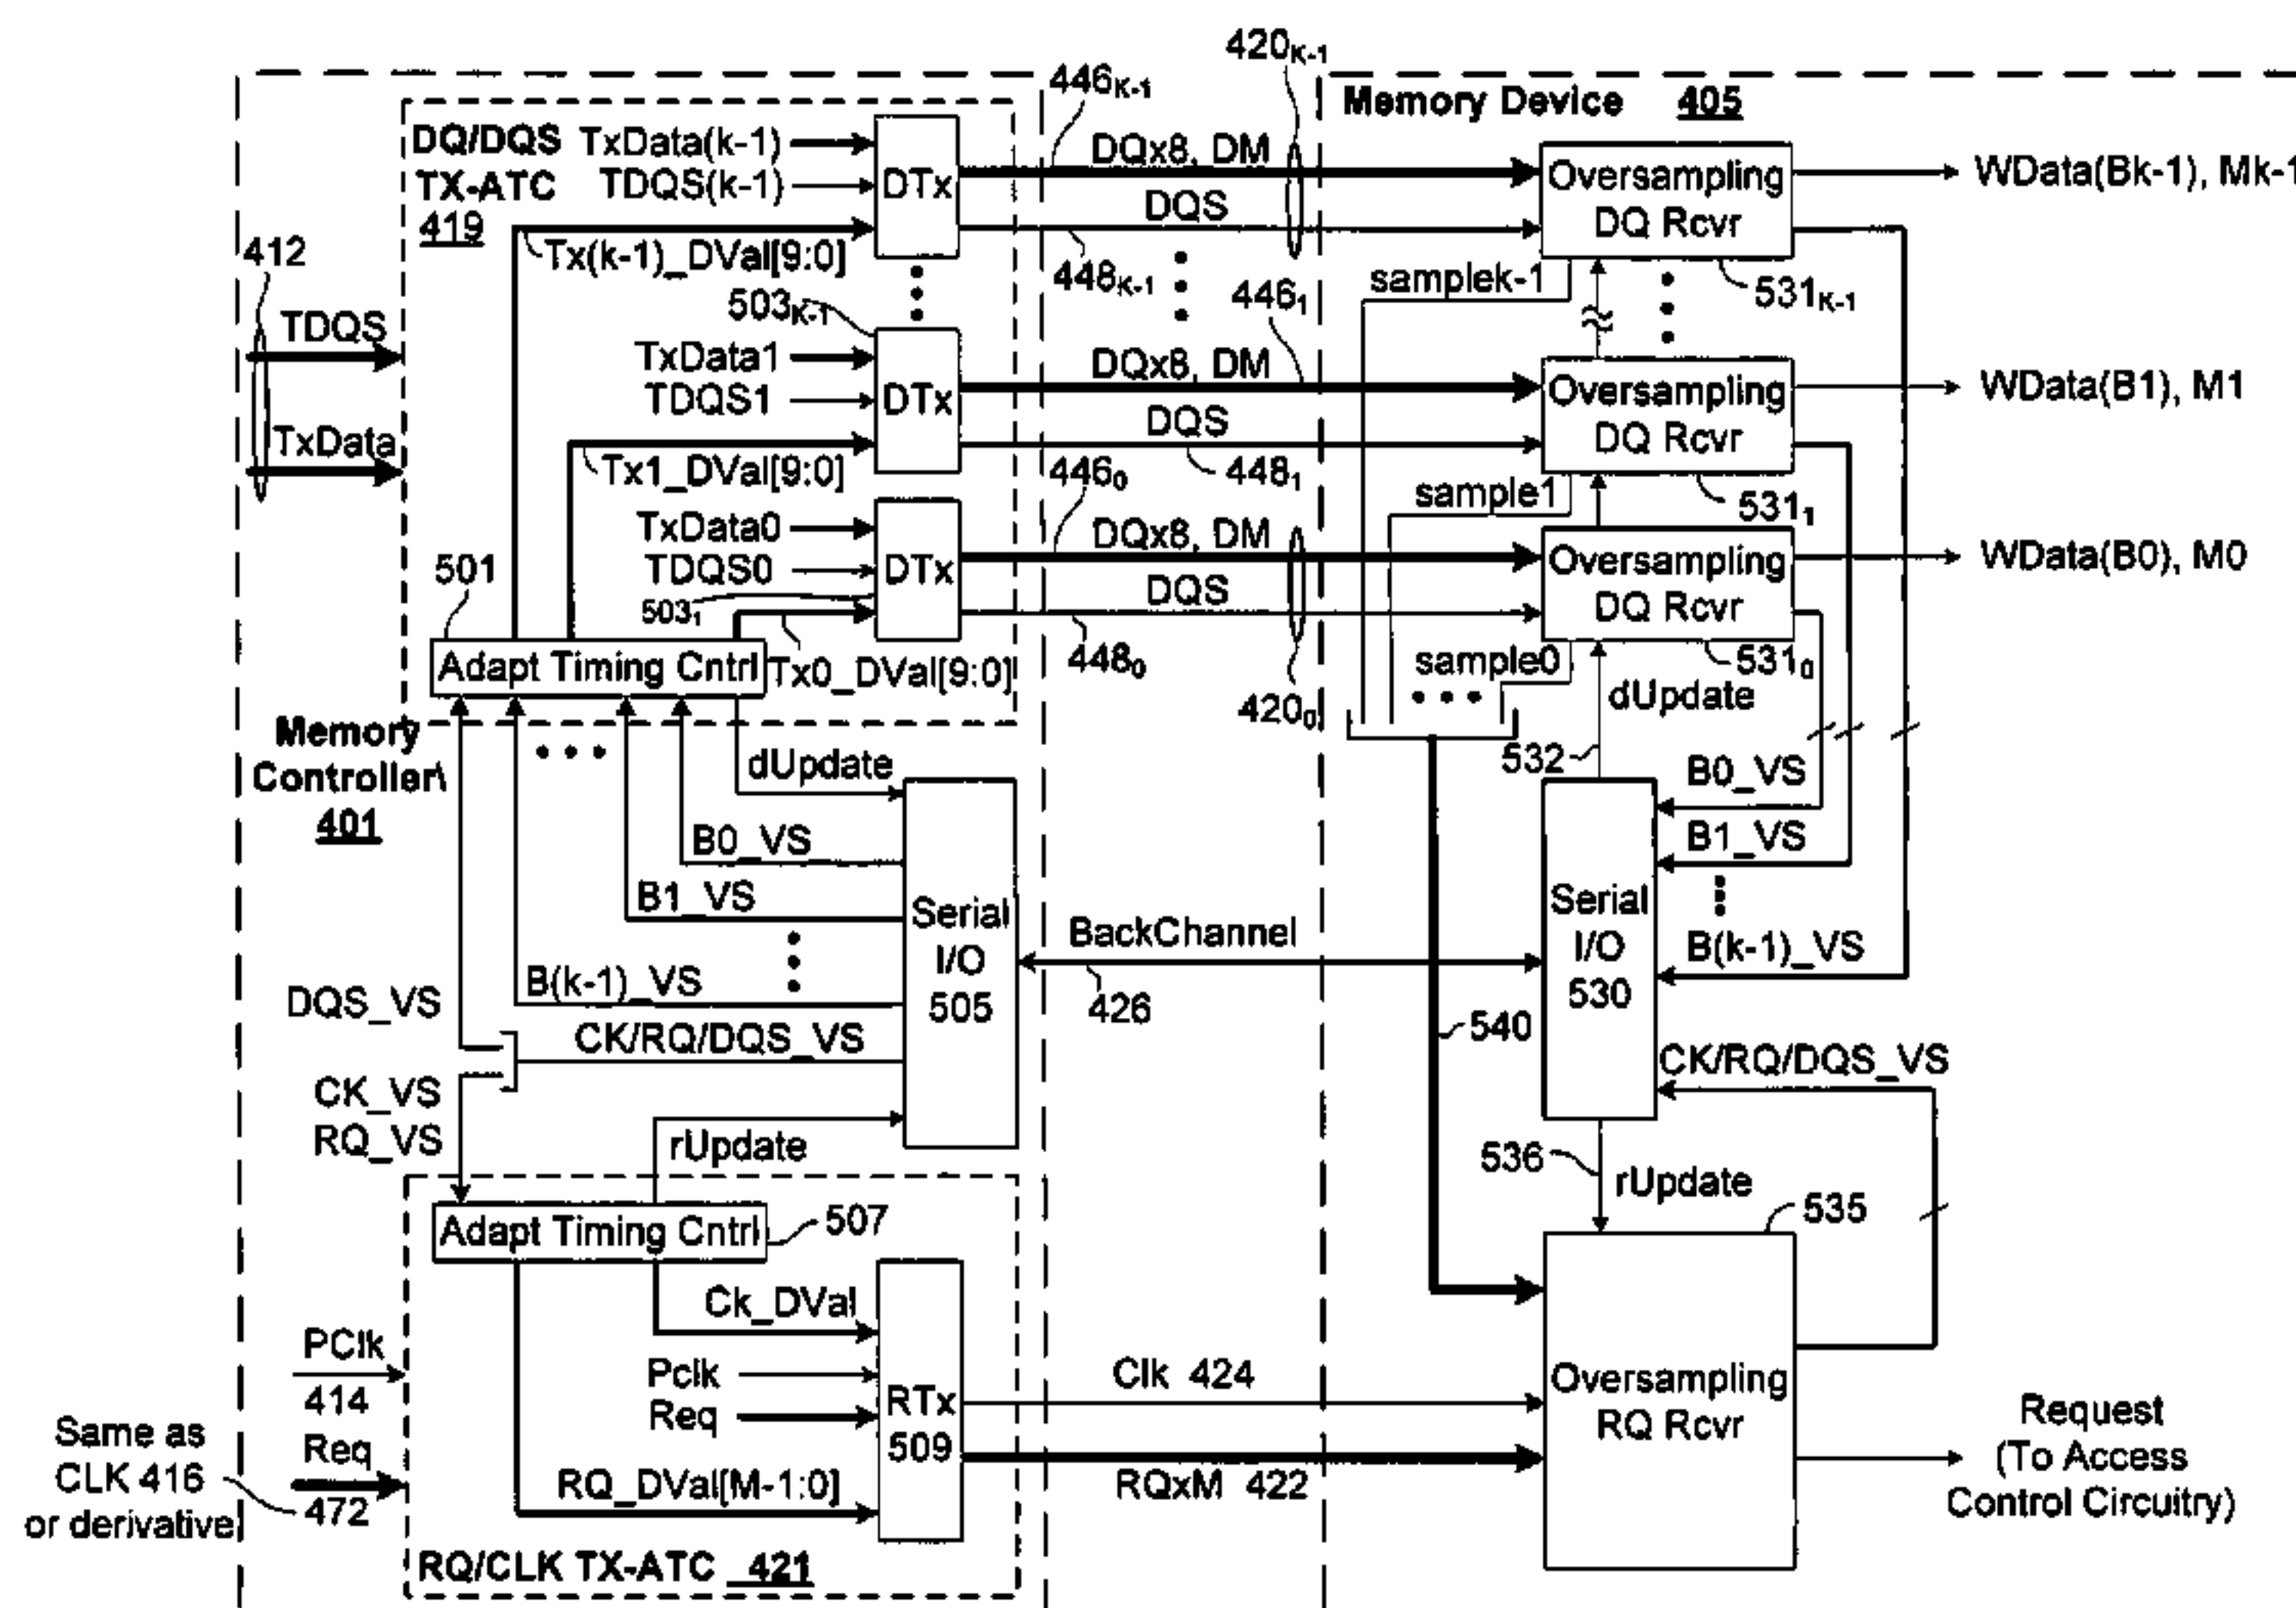 420K-1
446K-1
Memory Device 405
DQ/DQS
TX-ATC
419
TxData(k-1)
TDQS(k-1)
DTx
DQx8, DM
Oversampling
DQ Rcvr
WData(Bk-1), Mk-1
DQS
Tx(k-1)_DVal[9:0]
448K-1
samplek-1
531K-1
412
TDQS
TxData
503K-1
4461
TxData1
TDQS1
DTx
DQx8, DM
DQS
Oversampling
DQ Rcvr
WData(B1), M1
Tx1_DVal[9:0]
4460
4481
sample1
5311
TxData0
TDQS0
5031
DTx
DQx8, DM
DQS
Oversampling
DQ Rcvr
WData(B0), M0
501
Adapt Timing Cntrl
Tx0_DVal[9:0]
4480
4200
sample0
5310
dUpdate
532
Memory
Controller\
401
dUpdate
B0_VS
B1_VS
B(k-1)_VS
Serial
I/O
505
BackChannel
426
540
Serial
I/O
530
B0_VS
B1_VS
B(k-1)_VS
DQS_VS
CK/RQ/DQS_VS
CK_VS
RQ_VS
rUpdate
CK/RQ/DQS_VS
536
rUpdate
535
Adapt Timing Cntrl
507
Ck_DVal
PClk
414
Req
472
Same as
CLK 416
or derivative
Pclk
Req
RTx
509
RQ_DVal[M-1:0]
Clk 424
RQxM 422
Oversampling
RQ Rcvr
Request
(To Access
Control Circuitry)
RQ/CLK TX-ATC 421